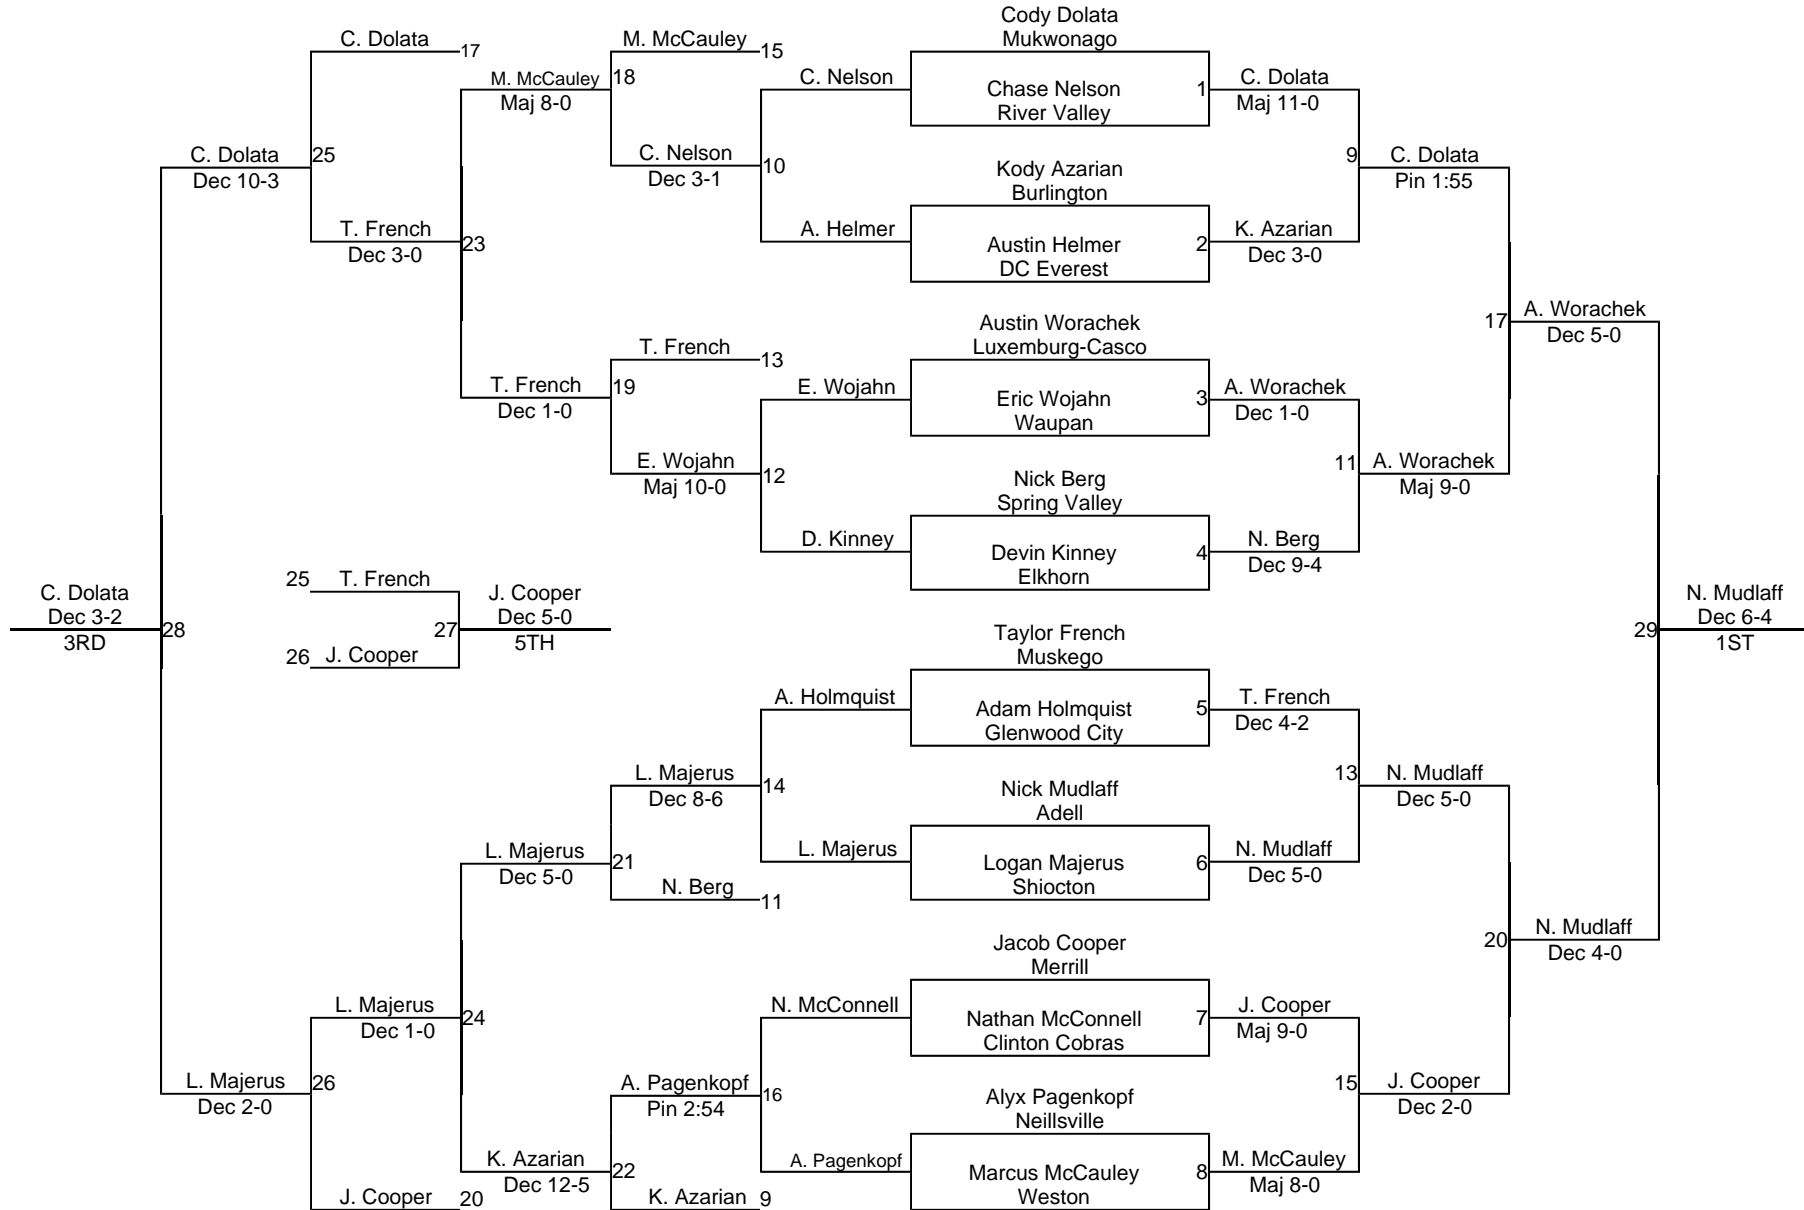 Cody Dolata
C. Dolata
M. McCauley
Mukwonago
17
15
M. McCauley
18
C. Nelson
Chase Nelson
1
C. Dolata
Maj 8-0
River Valley
Maj 11-0
C. Dolata
25
C. Nelson
10
9
C. Dolata
Dec 10-3
Dec 3-1
Kody Azarian
Pin 1:55
Burlington
T. French
23
A. Helmer
Austin Helmer
2
K. Azarian
Dec 3-0
DC Everest
Dec 3-0
Austin Worachek
17
A. Worachek
T. French
13
Luxemburg-Casco
Dec 5-0
T. French
19
E. Wojahn
Eric Wojahn
3
A. Worachek
Dec 1-0
Waupan
Dec 1-0
E. Wojahn
12
11
A. Worachek
Maj 10-0
Nick Berg
Maj 9-0
Spring Valley
D. Kinney
Devin Kinney
4
N. Berg
Elkhorn
Dec 9-4
25
T. French
C. Dolata
J. Cooper
N. Mudlaff
Dec 3-2
Dec 5-0
Dec 6-4
28
27
29
3RD
5TH
1ST
26
J. Cooper
Taylor French
Muskego
A. Holmquist
Adam Holmquist
5
T. French
Glenwood City
Dec 4-2
L. Majerus
14
13
N. Mudlaff
Dec 8-6
Nick Mudlaff
Dec 5-0
Adell
L. Majerus
21
L. Majerus
Logan Majerus
6
N. Mudlaff
Dec 5-0
Shiocton
Dec 5-0
N. Berg
11
Jacob Cooper
20
N. Mudlaff
Merrill
Dec 4-0
L. Majerus
24
N. McConnell
Nathan McConnell
7
J. Cooper
Dec 1-0
Clinton Cobras
Maj 9-0
L. Majerus
26
A. Pagenkopf
16
15
J. Cooper
Dec 2-0
Pin 2:54
Alyx Pagenkopf
Dec 2-0
Neillsville
K. Azarian
22
A. Pagenkopf
Marcus McCauley
8
M. McCauley
Dec 12-5
Weston
Maj 8-0
J. Cooper
20
K. Azarian
9